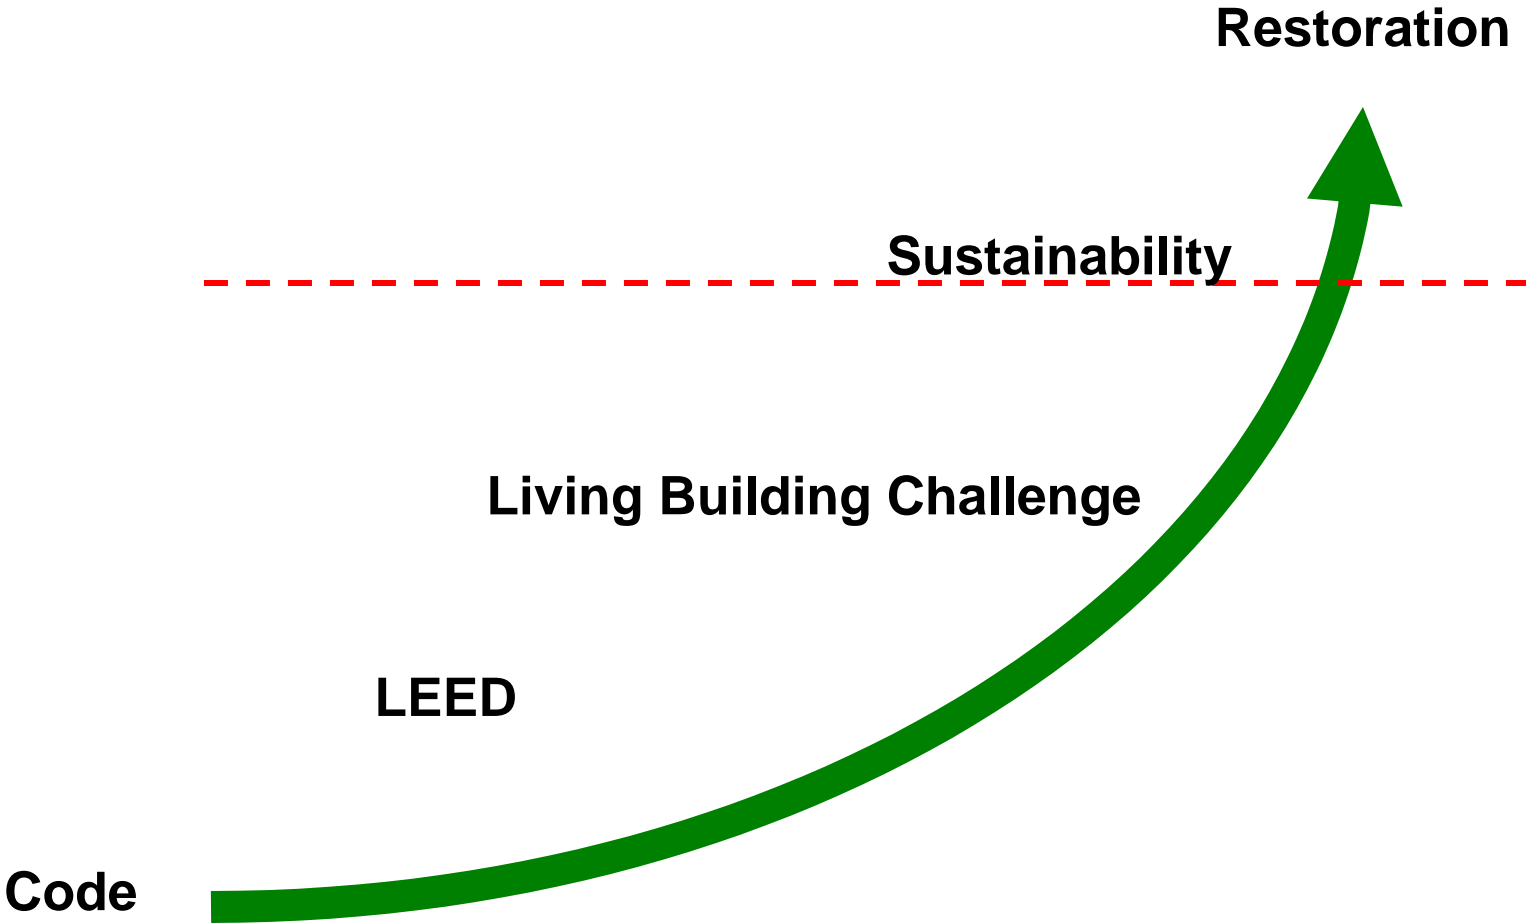 Restoration
Sustainability
Living Building Challenge
LEED
Code